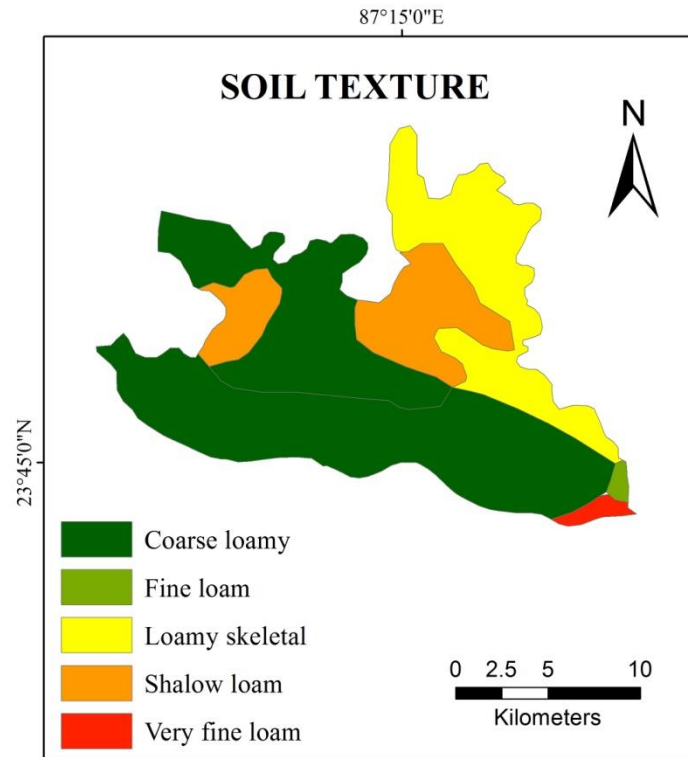 87°15'0"E
SOIL TEXTURE
N
23°45'0"N
Coarse loamy
Fine loam
Loamy skeletal
Shalow loam
Very fine loam
0 2.5 5 10
Kilometers